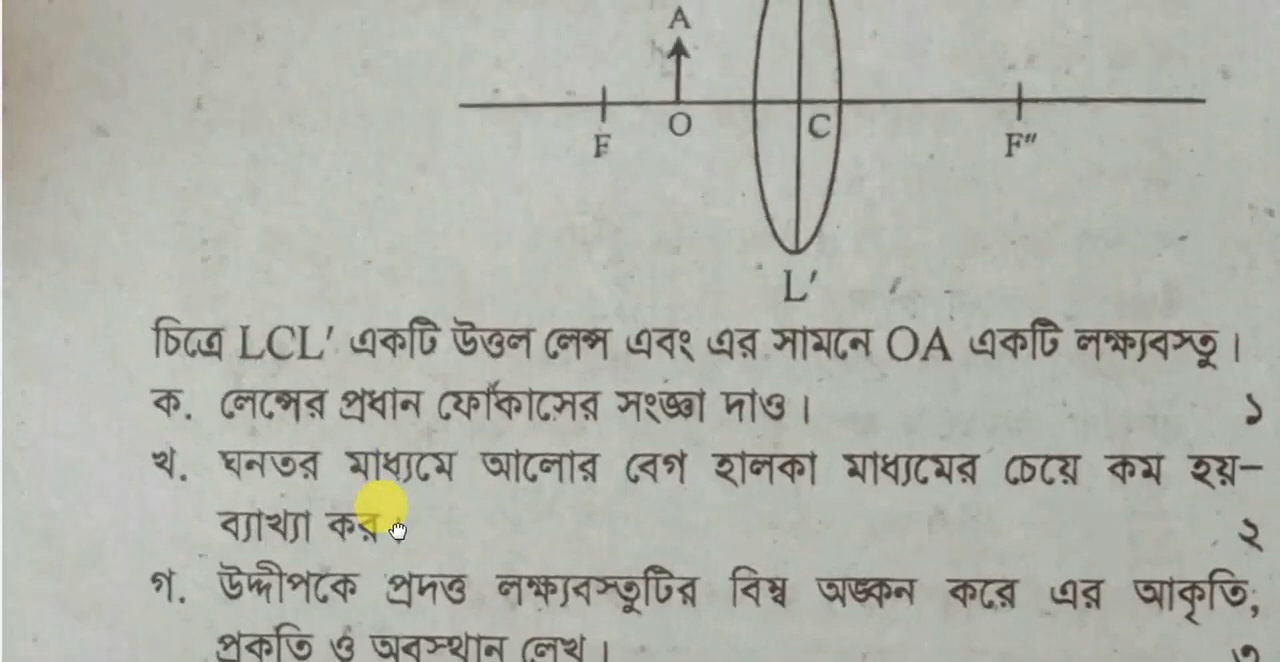 A
F O C F"
L'
চিত্রে LCL' একটি উত্তল লেন্স এবং এর সামনে OA একটি লক্ষ্যবস্তু।
ক. লেন্সের প্রধান ফোকাসের সংজ্ঞা দাও। ১
খ. ঘনতর মাধ্যমে আলোর বেগ হালকা মাধ্যমের চেয়ে কম হয়–
ব্যাখ্যা কর। ২
গ. উদ্দীপকে প্রদত্ত লক্ষ্যবস্তুটির বিম্ব অঙ্কন করে এর আকৃতি,
প্রকৃতি ও অবস্থান লেখ। ৩